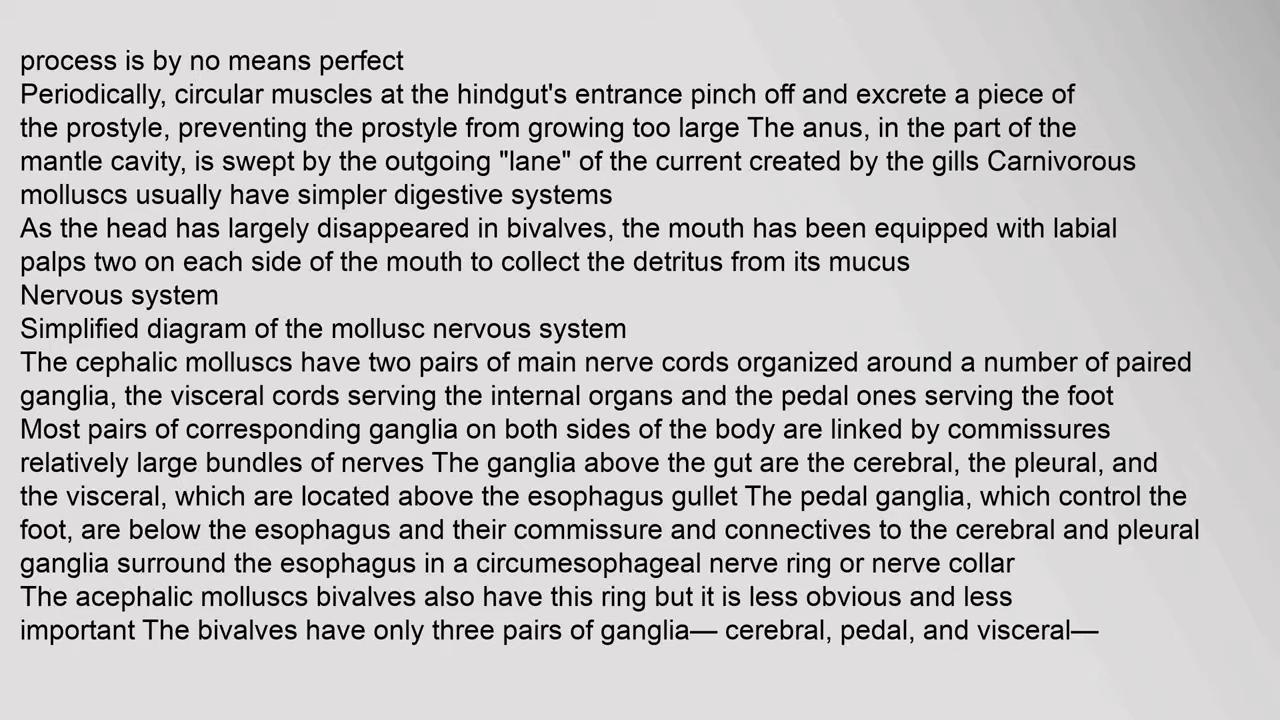 process is by no means perfect
Periodically, circular muscles at the hindgut's entrance pinch off and excrete a piece of
the prostyle, preventing the prostyle from growing too large The anus, in the part of the
mantle cavity, is swept by the outgoing "lane" of the current created by the gills Carnivorous
molluscs usually have simpler digestive systems
As the head has largely disappeared in bivalves, the mouth has been equipped with labial
palps two on each side of the mouth to collect the detritus from its mucus
Nervous system
Simplified diagram of the mollusc nervous system
The cephalic molluscs have two pairs of main nerve cords organized around a number of paired
ganglia, the visceral cords serving the internal organs and the pedal ones serving the foot
Most pairs of corresponding ganglia on both sides of the body are linked by commissures
relatively large bundles of nerves The ganglia above the gut are the cerebral, the pleural, and
the visceral, which are located above the esophagus gullet The pedal ganglia, which control the
foot, are below the esophagus and their commissure and connectives to the cerebral and pleural
ganglia surround the esophagus in a circumesophageal nerve ring or nerve collar
The acephalic molluscs bivalves also have this ring but it is less obvious and less
important The bivalves have only three pairs of ganglia— cerebral, pedal, and visceral—